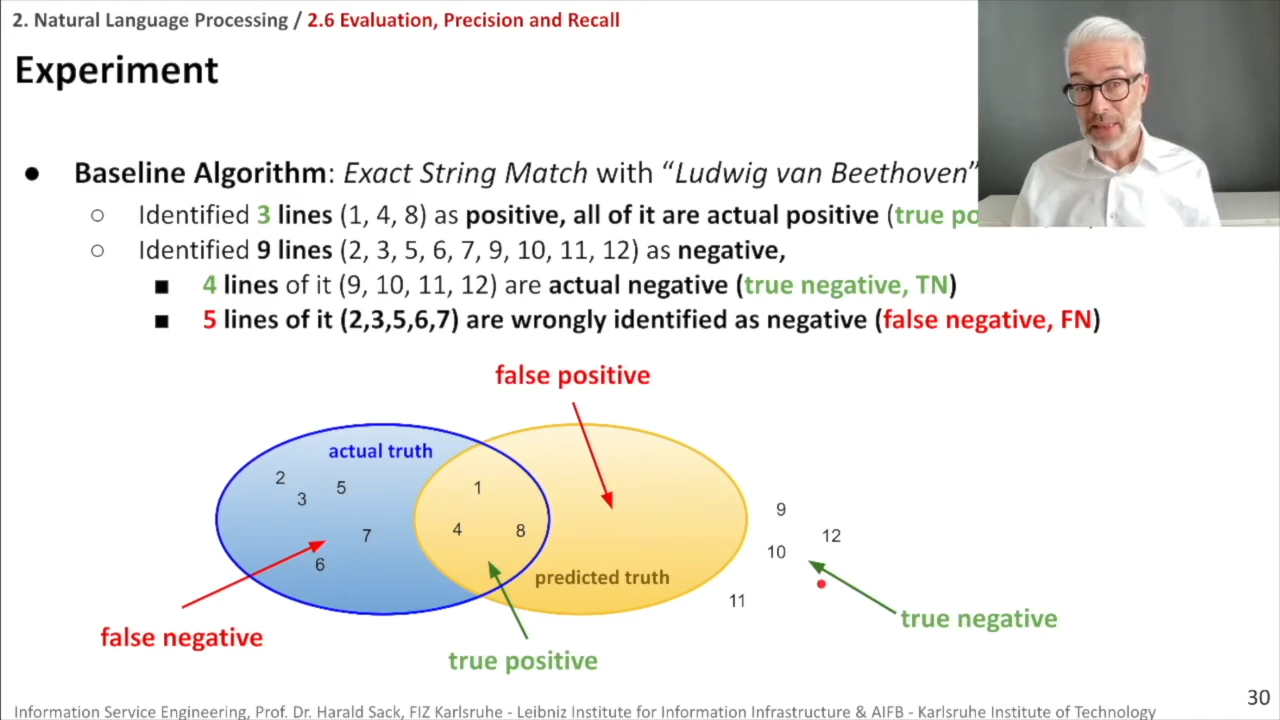 2. Natural Language Processing / 2.6 Evaluation, Precision and Recall
Experiment
● Baseline Algorithm: Exact String Match with “Ludwig van Beethoven”
○ Identified 3 lines (1, 4, 8) as positive, all of it are actual positive (true
○ Identified 9 lines (2, 3, 5, 6, 7, 9, 10, 11, 12) as negative,
■ 4 lines of it (9, 10, 11, 12) are actual negative (true negative, TN)
■ 5 lines of it (2,3,5,6,7) are wrongly identified as negative (false negative, FN)
false positive
actual truth
2
3
5
7
6
1
4
8
predicted truth
9
12
10
11
false negative
true positive
true negative
30
Information Service Engineering, Prof. Dr. Harald Sack, FIZ Karlsruhe - Leibniz Institute for Information Infrastructure & AIFB - Karlsruhe Institute of Technology